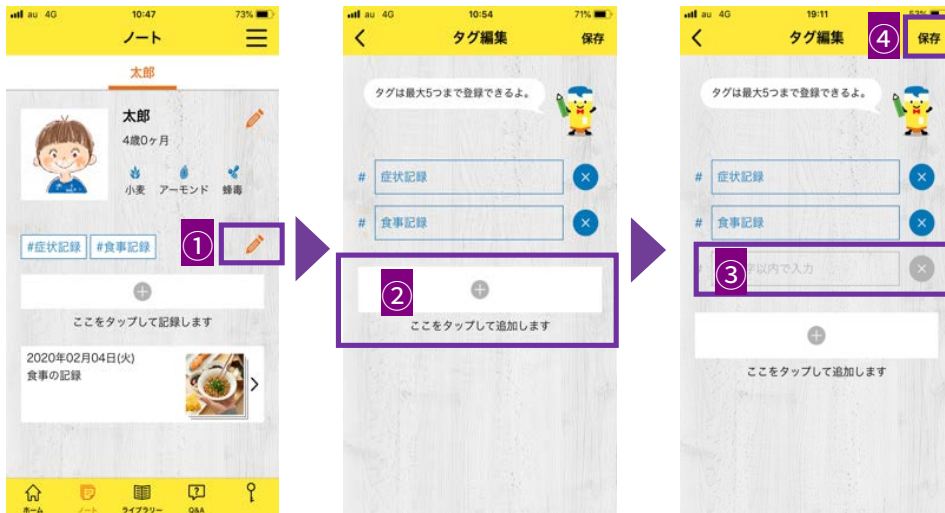 au 4G 10:47 73%
ノート
太郎
太郎
4歳0ヶ月
小麦 アーモンド 蜂毒
#症状記録 #食事記録
①
ここをタップして記録します
2020年02月04日(火)
食事の記録
ホーム ノート ライブラリー Q&A
au 4G 10:54 71%
タグ編集 保存
タグは最大5つまで登録できるよ。
# 症状記録
# 食事記録
②
ここをタップして追加します
au 4G 19:11
タグ編集 ④ 保存
タグは最大5つまで登録できるよ。
# 症状記録
# 食事記録
③ 以内で入力
ここをタップして追加します